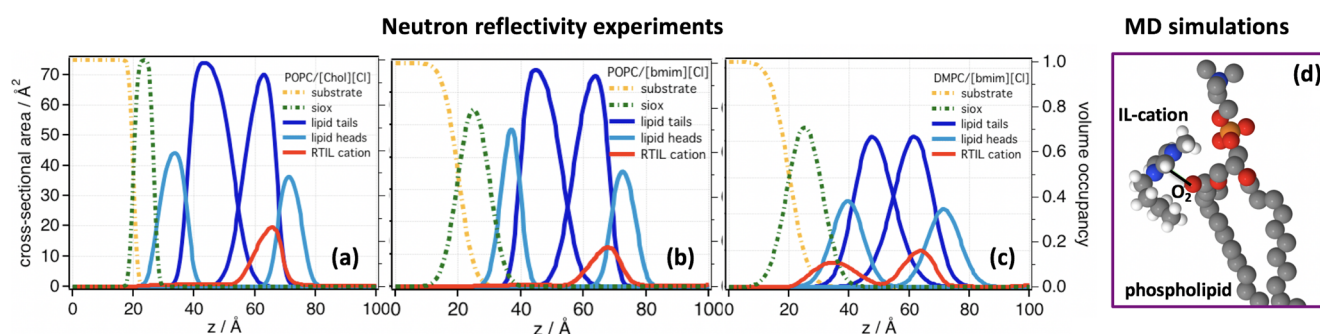 Neutron reflectivity experiments
MD simulations
cross-sectional area / Å²
70
60
50
40
30
20
10
0
POPC/[Chol][Cl]
substrate
siox
lipid tails
lipid heads
RTIL cation
(a)
0 20 40 60 80 100
z / Å
POPC/[bmim][Cl]
substrate
siox
lipid tails
lipid heads
RTIL cation
(b)
0 20 40 60 80 100
z / Å
DMPC/[bmim][Cl]
substrate
siox
lipid tails
lipid heads
RTIL cation
(c)
0 20 40 60 80 100
z / Å
1.0
0.8
0.6
0.4
0.2
0.0
volume occupancy
(d)
IL-cation
O₂
phospholipid